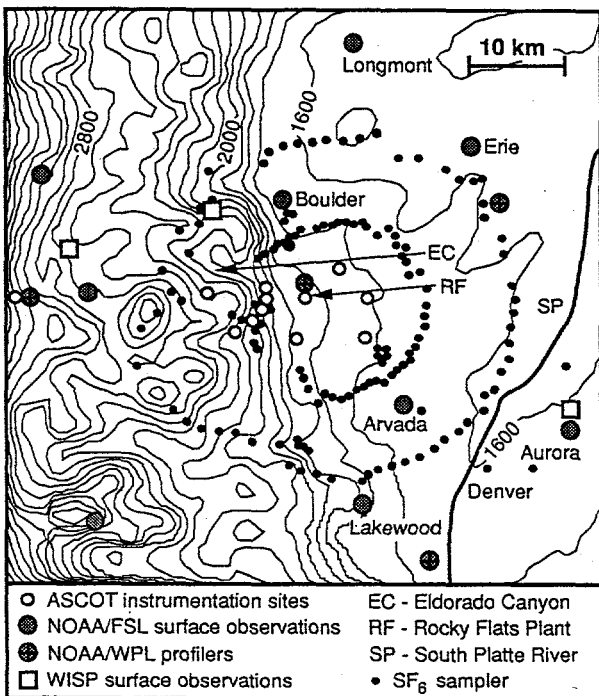 Longmont
10 km
2800
2000
1600
Erie
Boulder
EC
RF
SP
Arvada
1600
Aurora
Denver
Lakewood
ASCOT instrumentation sites
NOAA/FSL surface observations
NOAA/WPL profilers
WISP surface observations
EC - Eldorado Canyon
RF - Rocky Flats Plant
SP - South Platte River
SF6 sampler